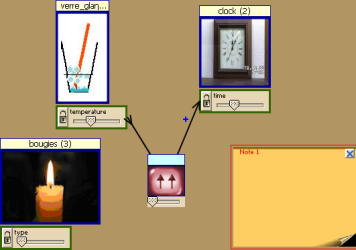 verre_glan...
clock (2)
temperature
time
bougies (3)
type
Note 1